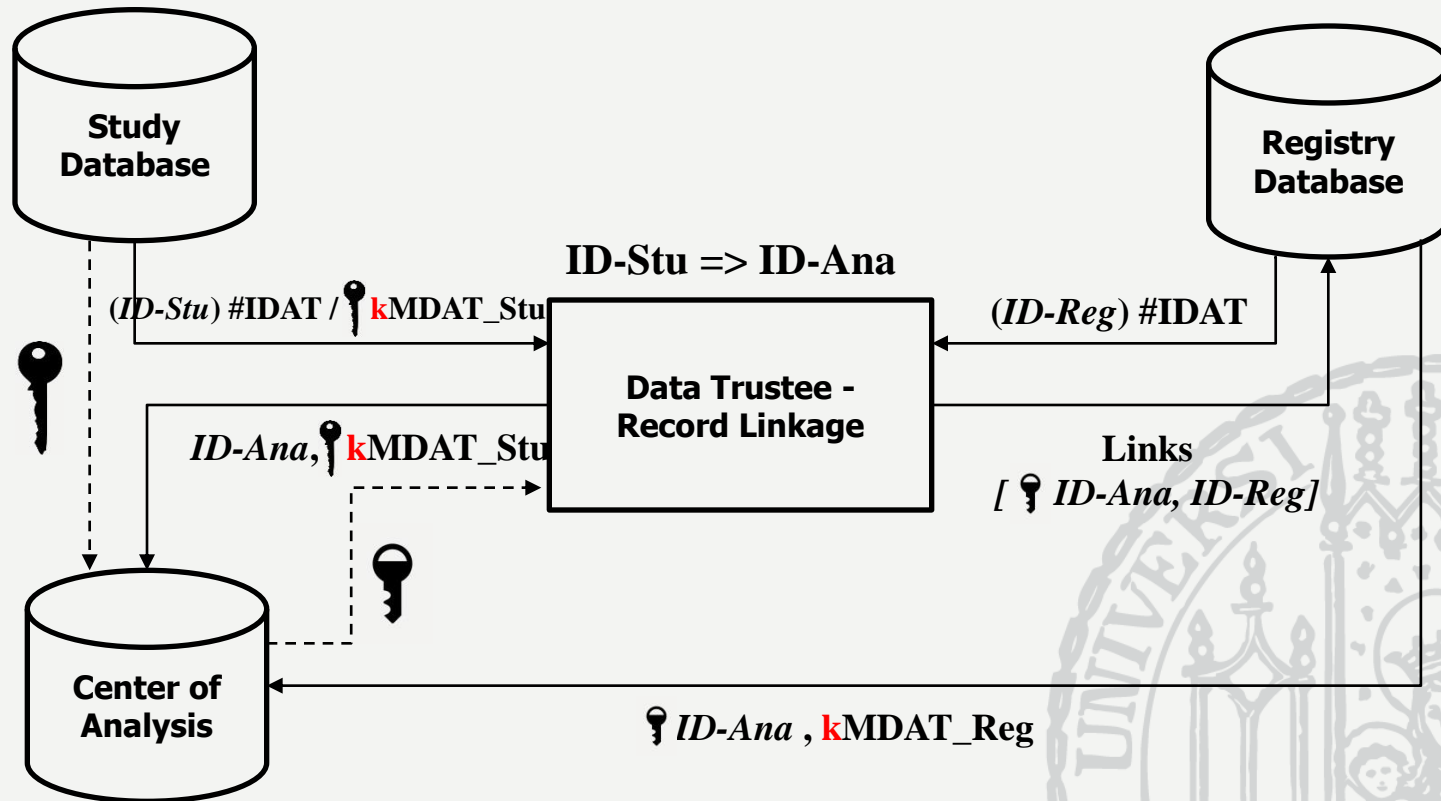 Study
Database
Registry
Database
ID-Stu => ID-Ana
(ID-Stu) #IDAT / kMDAT_Stu
(ID-Reg) #IDAT
Data Trustee -
Record Linkage
ID-Ana, kMDAT_Stu
Links
[ ID-Ana, ID-Reg]
Center of
Analysis
ID-Ana , kMDAT_Reg
UNIVERSI